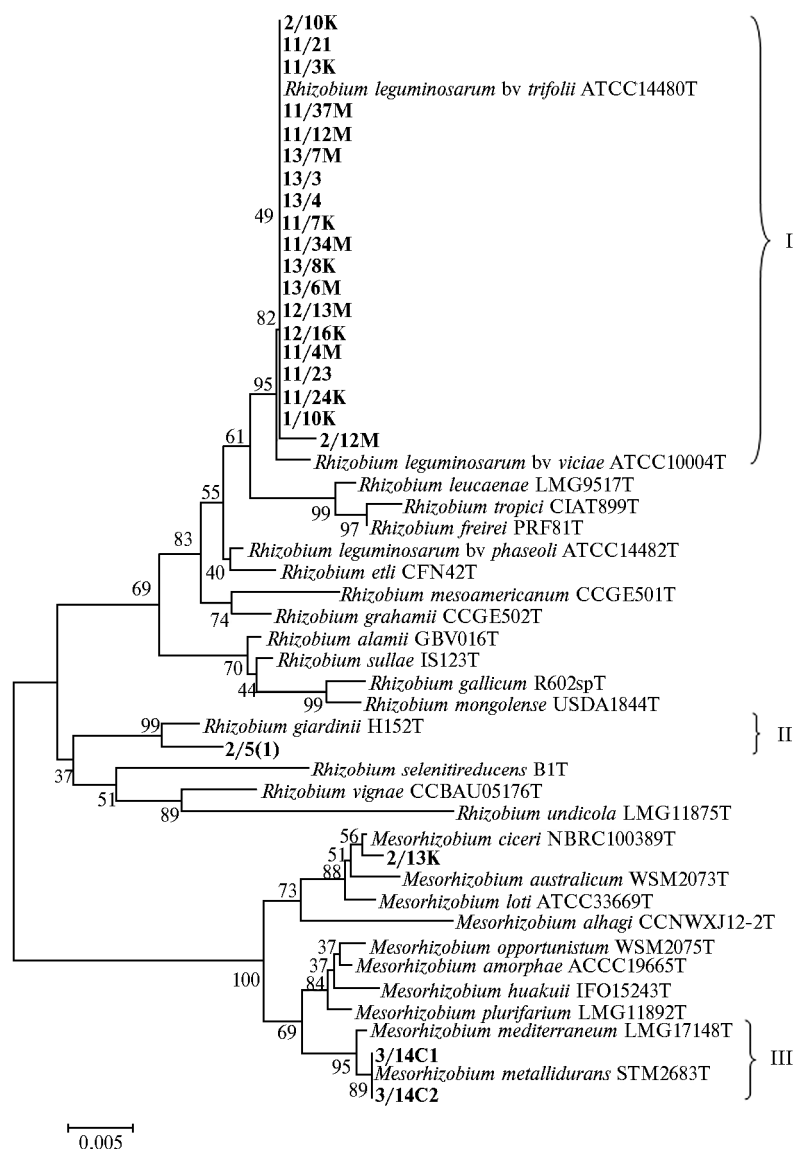 2/10K
11/21
11/3K
Rhizobium leguminosarum bv trifolii ATCC14480T
11/37M
11/12M
13/7M
13/3
13/4
49
11/7K
11/34M
I
13/8K
13/6M
12/13M
82
12/16K
11/4M
11/23
95
11/24K
1/10K
61
2/12M
Rhizobium leguminosarum bv viciae ATCC10004T
Rhizobium leucaenae LMG9517T
55
Rhizobium tropici CIAT899T
99
97
Rhizobium freirei PRF81T
83
Rhizobium leguminosarum bv phaseoli ATCC14482T
40
Rhizobium etli CFN42T
69
Rhizobium mesoamericanum CCGE501T
74
Rhizobium grahamii CCGE502T
Rhizobium alamii GBV016T
70
Rhizobium sullae IS123T
44
Rhizobium gallicum R602spT
99
Rhizobium mongolense USDA1844T
99
Rhizobium giardinii H152T
II
2/5(1)
37
Rhizobium selenitireducens B1T
51
Rhizobium vignae CCBAU05176T
89
Rhizobium undicola LMG11875T
56
Mesorhizobium ciceri NBRC100389T
51
2/13K
88
Mesorhizobium australicum WSM2073T
73
Mesorhizobium loti ATCC33669T
Mesorhizobium alhagi CCNWXJ12-2T
37
Mesorhizobium opportunistum WSM2075T
37
Mesorhizobium amorphae ACCC19665T
100
84
Mesorhizobium huakuii IFO15243T
Mesorhizobium plurifarium LMG11892T
69
Mesorhizobium mediterraneum LMG17148T
95
3/14C1
III
Mesorhizobium metallidurans STM2683T
89
3/14C2
0,005